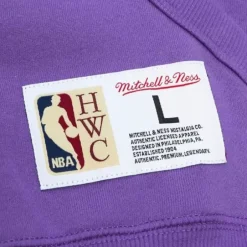 Mitchell & Ness
HWC
NBA
L
MITCHELL & NESS NOSTALGIA CO.
AUTHENTIC LICENSED APPAREL
DESIGNED IN PHILADELPHIA, PA
ESTABLISHED 1904
AUTHENTIC, PREMIUM, LEGENDARY.